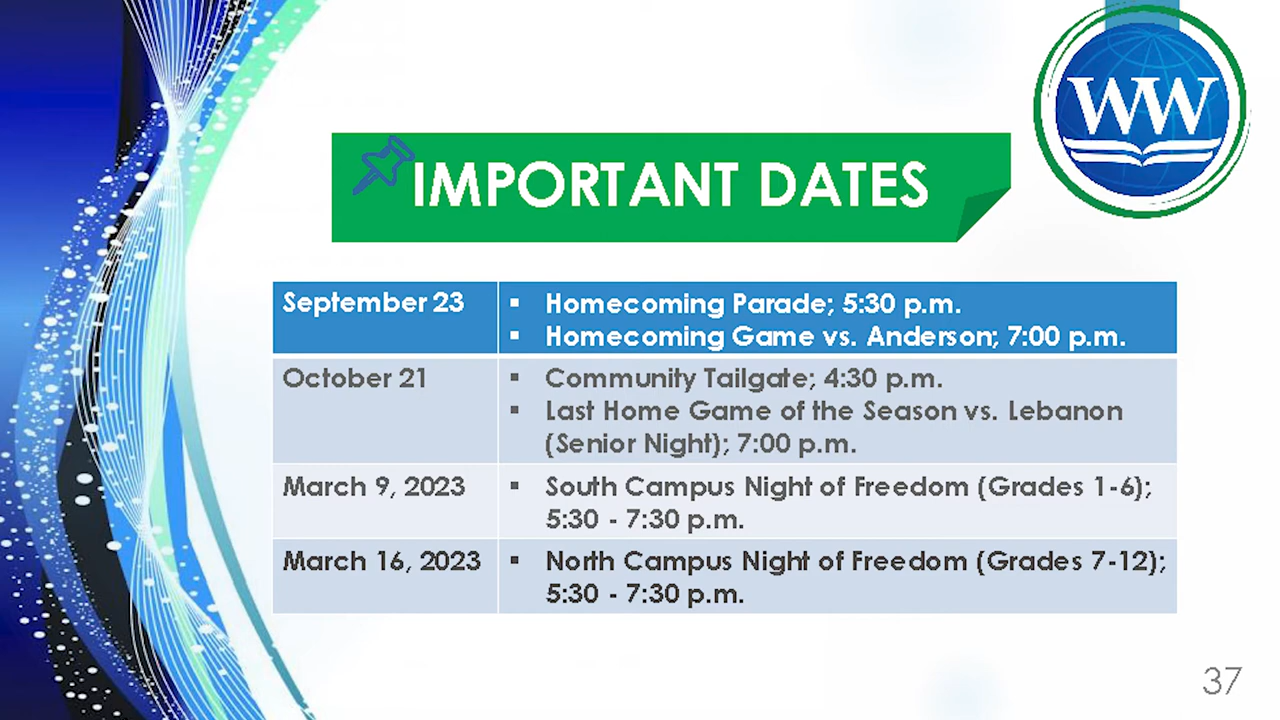 WW
IMPORTANT DATES
September 23
▪ Homecoming Parade; 5:30 p.m.
▪ Homecoming Game vs. Anderson; 7:00 p.m.
October 21
▪ Community Tailgate; 4:30 p.m.
▪ Last Home Game of the Season vs. Lebanon
(Senior Night); 7:00 p.m.
March 9, 2023
▪ South Campus Night of Freedom (Grades 1-6);
5:30 - 7:30 p.m.
March 16, 2023
▪ North Campus Night of Freedom (Grades 7-12);
5:30 - 7:30 p.m.
37